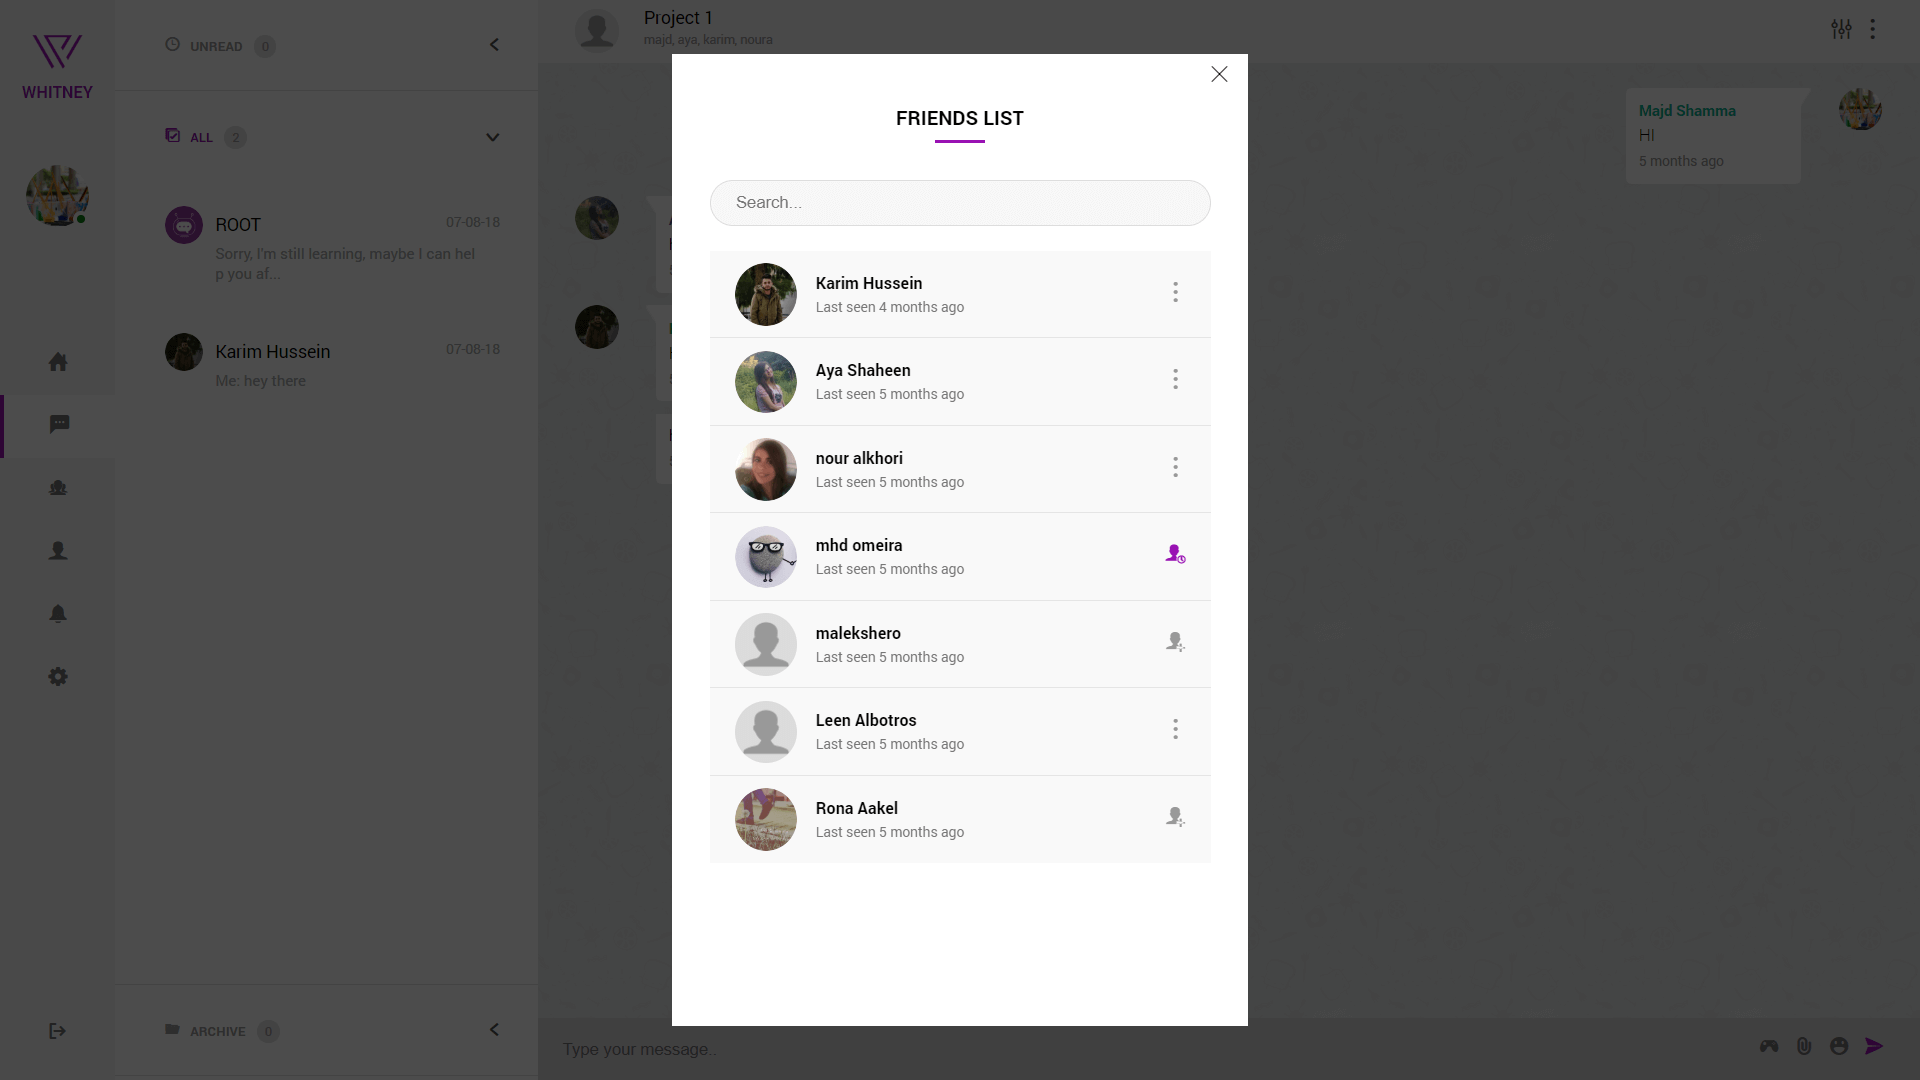 WHITNEY
UNREAD 0
ALL 2
ROOT 07-08-18
Sorry, I'm still learning, maybe I can hel
p you af...
Karim Hussein 07-08-18
Me: hey there
ARCHIVE 0
Project 1
majd, aya, karim, noura
Majd Shamma
HI
5 months ago
Type your message..
FRIENDS LIST
Search...
Karim Hussein
Last seen 4 months ago
Aya Shaheen
Last seen 5 months ago
nour alkhori
Last seen 5 months ago
mhd omeira
Last seen 5 months ago
malekshero
Last seen 5 months ago
Leen Albotros
Last seen 5 months ago
Rona Aakel
Last seen 5 months ago